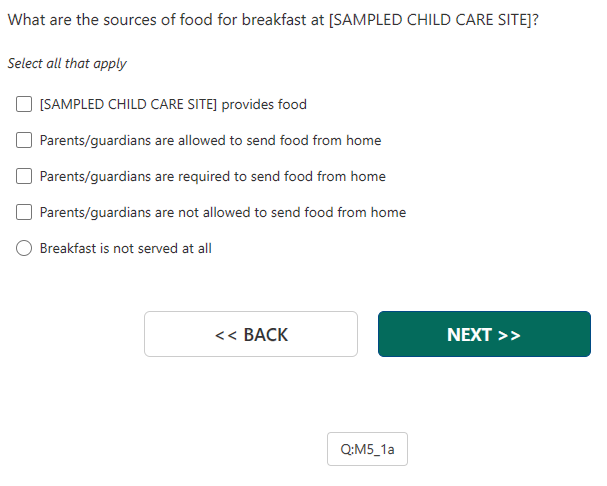 What are the sources of food for breakfast at [SAMPLED CHILD CARE SITE]?
Select all that apply
[SAMPLED CHILD CARE SITE] provides food
Parents/guardians are allowed to send food from home
Parents/guardians are required to send food from home
Parents/guardians are not allowed to send food from home
Breakfast is not served at all
<< BACK
NEXT >>
Q:M5_1a